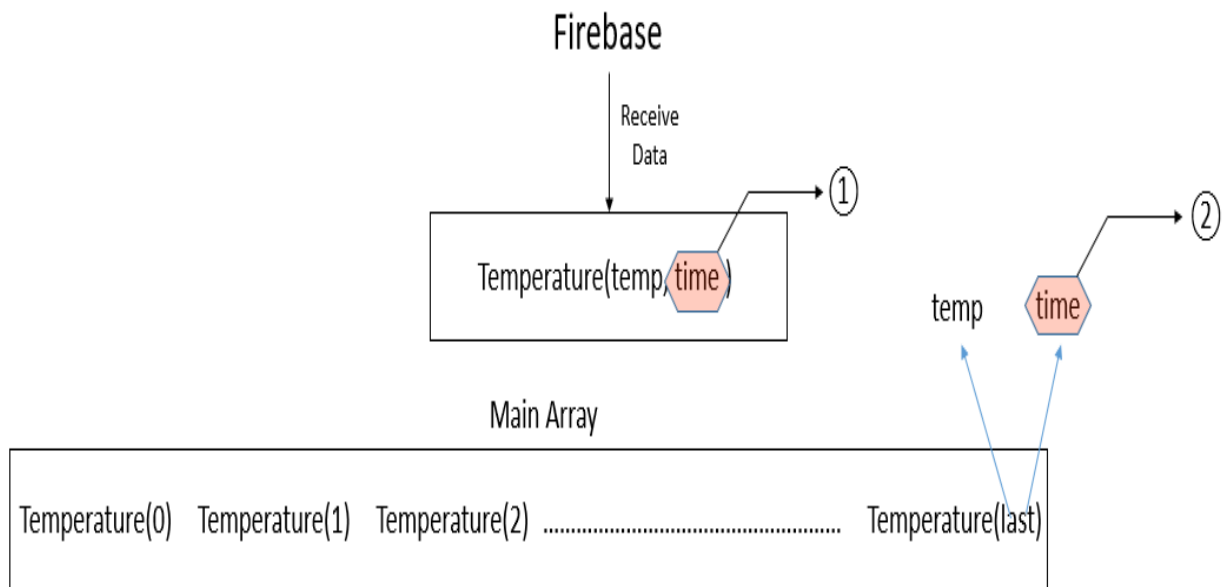 Firebase
Receive
Data
①
②
Temperature(temp, time )
temp time
Main Array
Temperature(0) Temperature(1) Temperature(2) ........................................................ Temperature(last)